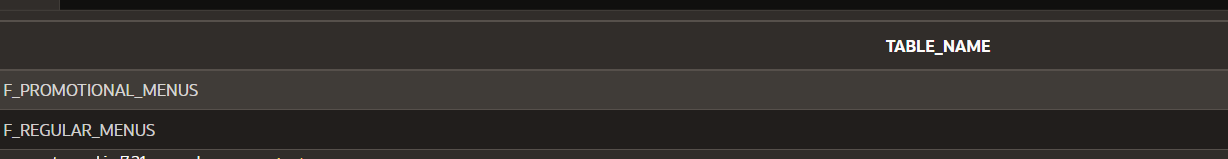 TABLE_NAME
F_PROMOTIONAL_MENUS
F_REGULAR_MENUS